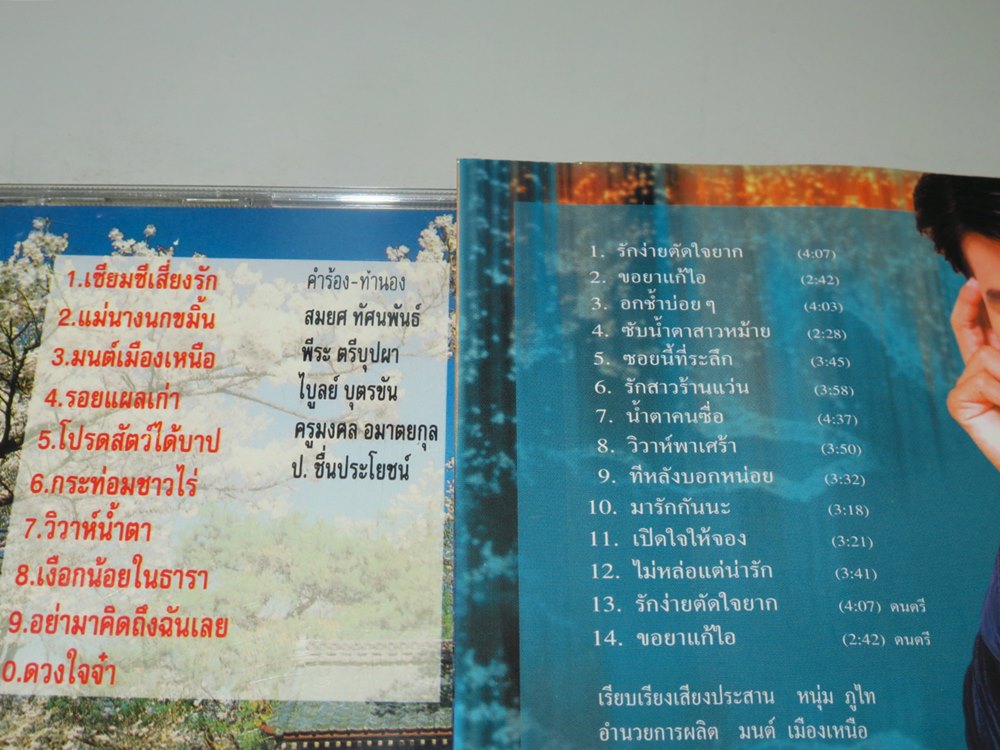 1.เซียมซีเสี่ยงรัก
2.แม่นางนกขมิ้น
3.มนต์เมืองเหนือ
4.รอยแผลเก่า
5.โปรดสัตว์ได้บาป
6.กระท่อมชาวไร่
7.วิวาห์น้ำตา
8.เงือกน้อยในธารา
9.อย่ามาคิดถึงฉันเลย
0.ดวงใจจ๋า
คำร้อง-ทำนอง
สมยศ ทัศนพันธ์
พีระ ตรีบุปผา
ไบูลย์ บุตรขัน
ครูมงคล อมาตยกุล
ป. ชื่นประโยชน์
1. รักง่ายตัดใจยาก (4:07)
2. ขอยาแก้ไอ (2:42)
3. อกช้ำบ่อยๆ (4:03)
4. ซับน้ำตาสาวหม้าย (2:28)
5. ซอยนี้ที่ระลึก (3:45)
6. รักสาวร้านแว่น (3:58)
7. น้ำตาคนซื่อ (4:37)
8. วิวาห์พาเศร้า (3:50)
9. ทีหลังบอกหน่อย (3:32)
10. มารักกันนะ (3:18)
11. เปิดใจให้จอง (3:21)
12. ไม่หล่อแต่น่ารัก (3:41)
13. รักง่ายตัดใจยาก (4:07) ดนตรี
14. ขอยาแก้ไอ (2:42) ดนตรี
เรียบเรียงเสียงประสาน หนุ่ม ภูไท
อำนวยการผลิต มนต์ เมืองเหนือ